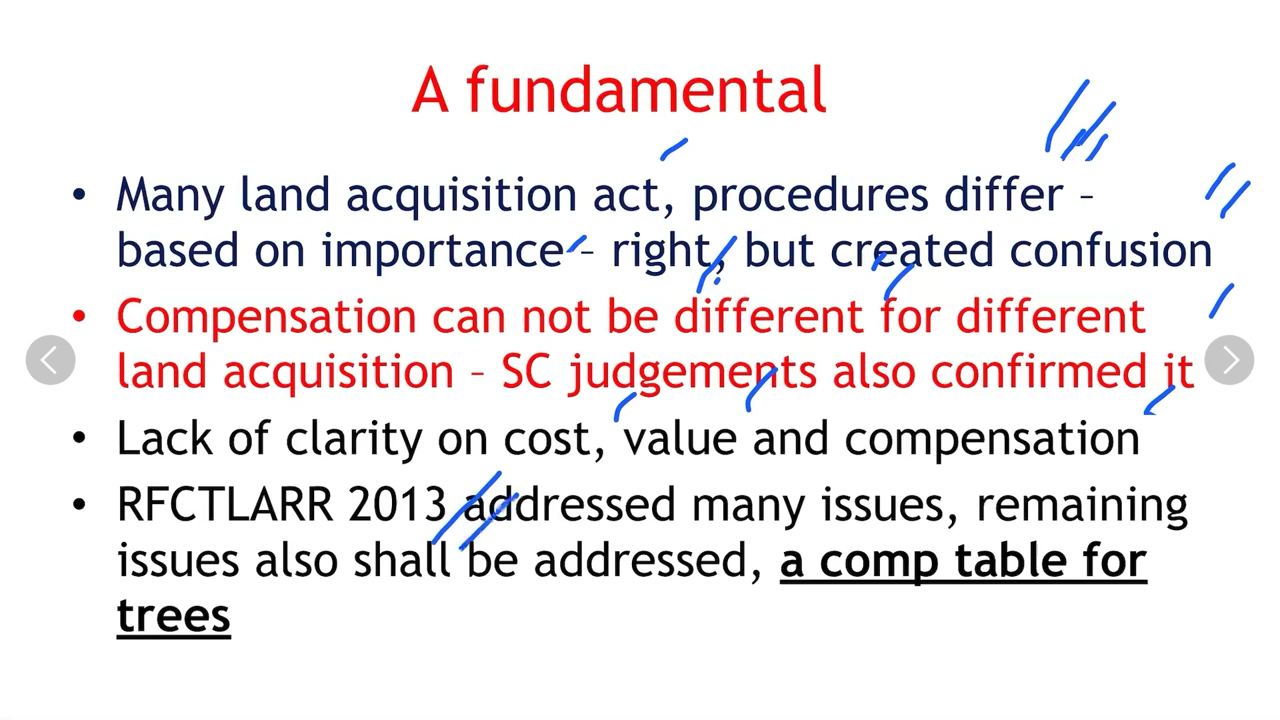 A fundamental
• Many land acquisition act, procedures differ –
based on importance – right, but created confusion
• Compensation can not be different for different
land acquisition – SC judgements also confirmed it
• Lack of clarity on cost, value and compensation
• RFCTLARR 2013 addressed many issues, remaining
issues also shall be addressed, a comp table for
trees